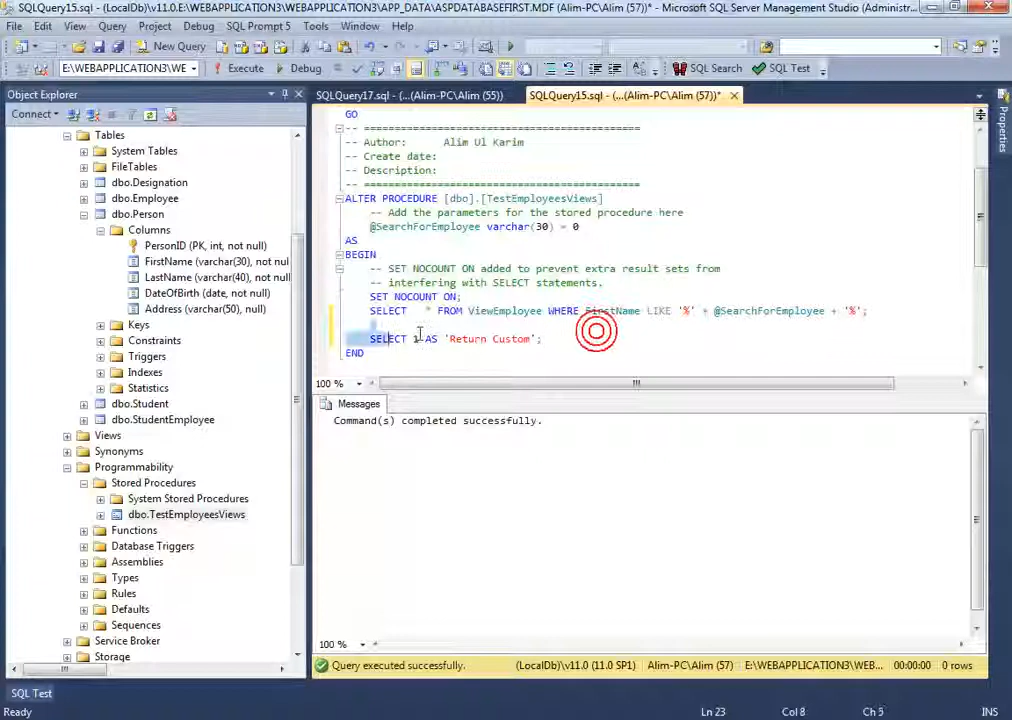 SQLQuery15.sql - (LocalDb)\v11.0.E:\WEBAPPLICATION3\WEBAPPLICATION3\APP_DATA\ASPDATABASEFIRST.MDF (Alim-PC\Alim (57))* - Microsoft SQL Server Management Studio (Administr...
File Edit View Query Project Debug SQL Prompt 5 Tools Window Help
New Query
E:\WEBAPPLICATION3\WE Execute Debug SQL Search SQL Test
Object Explorer
SQLQuery17.sql - (...(Alim-PC\Alim (55)) SQLQuery15.sql - (...(Alim-PC\Alim (57))*
Connect
Properties
Tables
System Tables
FileTables
dbo.Designation
dbo.Employee
dbo.Person
Columns
PersonID (PK, int, not null)
FirstName (varchar(30), not nul
LastName (varchar(40), not null)
DateOfBirth (date, not null)
Address (varchar(50), null)
Keys
Constraints
Triggers
Indexes
Statistics
dbo.Student
dbo.StudentEmployee
Views
Synonyms
Programmability
Stored Procedures
System Stored Procedures
dbo.TestEmployeesViews
Functions
Database Triggers
Assemblies
Types
Rules
Defaults
Sequences
Service Broker
Storage
GO
-- =============================================
-- Author: Alim Ul Karim
-- Create date:
-- Description:
-- =============================================
ALTER PROCEDURE [dbo].[TestEmployeesViews]
-- Add the parameters for the stored procedure here
@SearchForEmployee varchar(30) = 0
AS
BEGIN
-- SET NOCOUNT ON added to prevent extra result sets from
-- interfering with SELECT statements.
SET NOCOUNT ON;
SELECT * FROM ViewEmployee WHERE FirstName LIKE '%' + @SearchForEmployee + '%';
SELECT 1 AS 'Return Custom';
END
100 %
Messages
Command(s) completed successfully.
100 %
Query executed successfully. (LocalDb)\v11.0 (11.0 SP1) Alim-PC\Alim (57) E:\WEBAPPLICATION3\WEB... 00:00:00 0 rows
SQL Test
Ready Ln 23 Col 8 Ch 5 INS